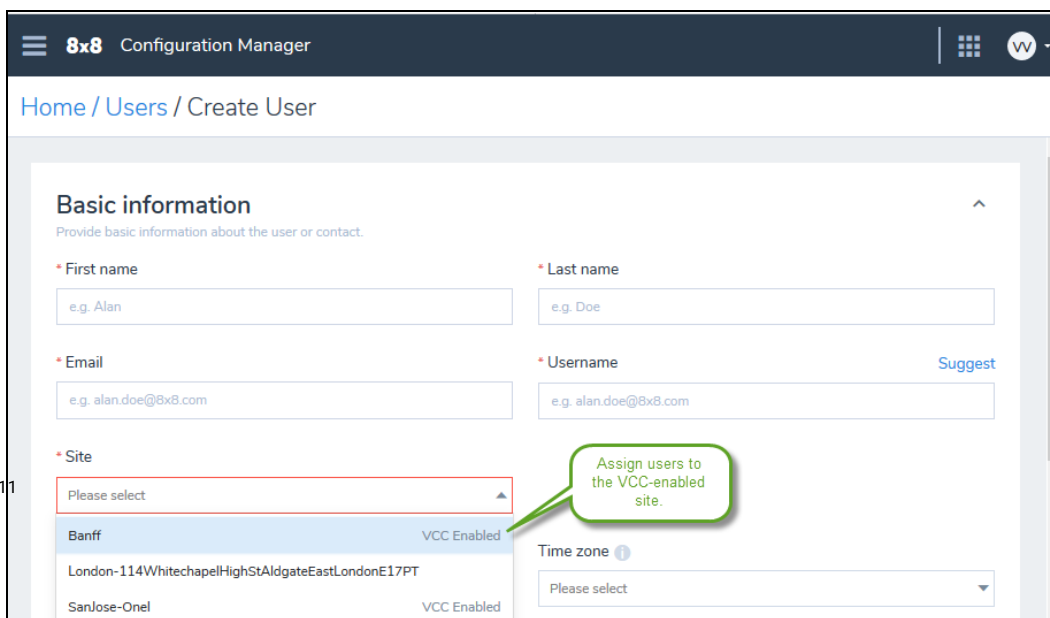 8x8 Configuration Manager
VV
Home / Users / Create User
Basic information
Provide basic information about the user or contact.
* First name
* Last name
e.g. Alan
e.g. Doe
* Email
* Username
Suggest
e.g. alan.doe@8x8.com
e.g. alan.doe@8x8.com
* Site
Assign users to
the VCC-enabled
site.
11
Please select
Banff
VCC Enabled
Time zone
London-114WhitechapelHighStAldgateEastLondonE17PT
Please select
SanJose-Onel
VCC Enabled